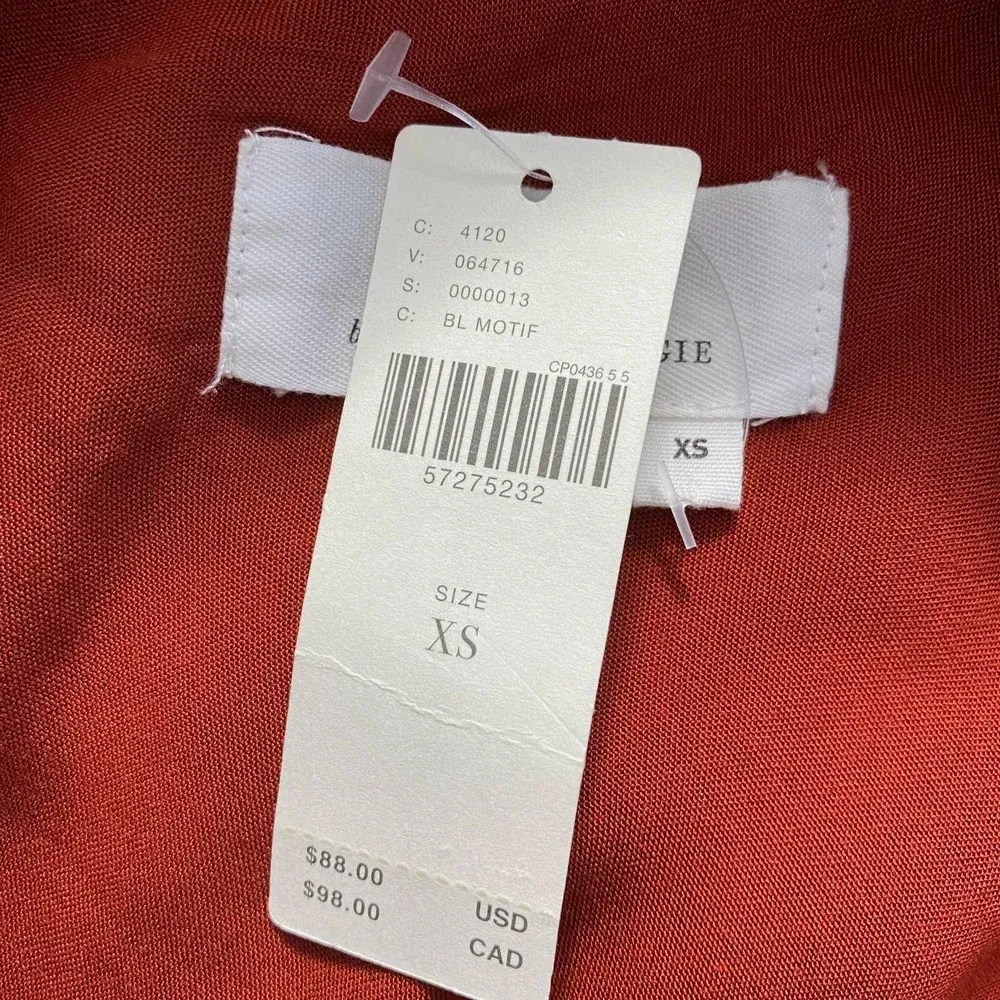 C: 4120
V: 064716
S: 0000013
C: BL MOTIF
CP0436 5 5
57275232
SIZE
XS
$88.00 USD
$98.00 CAD
XS